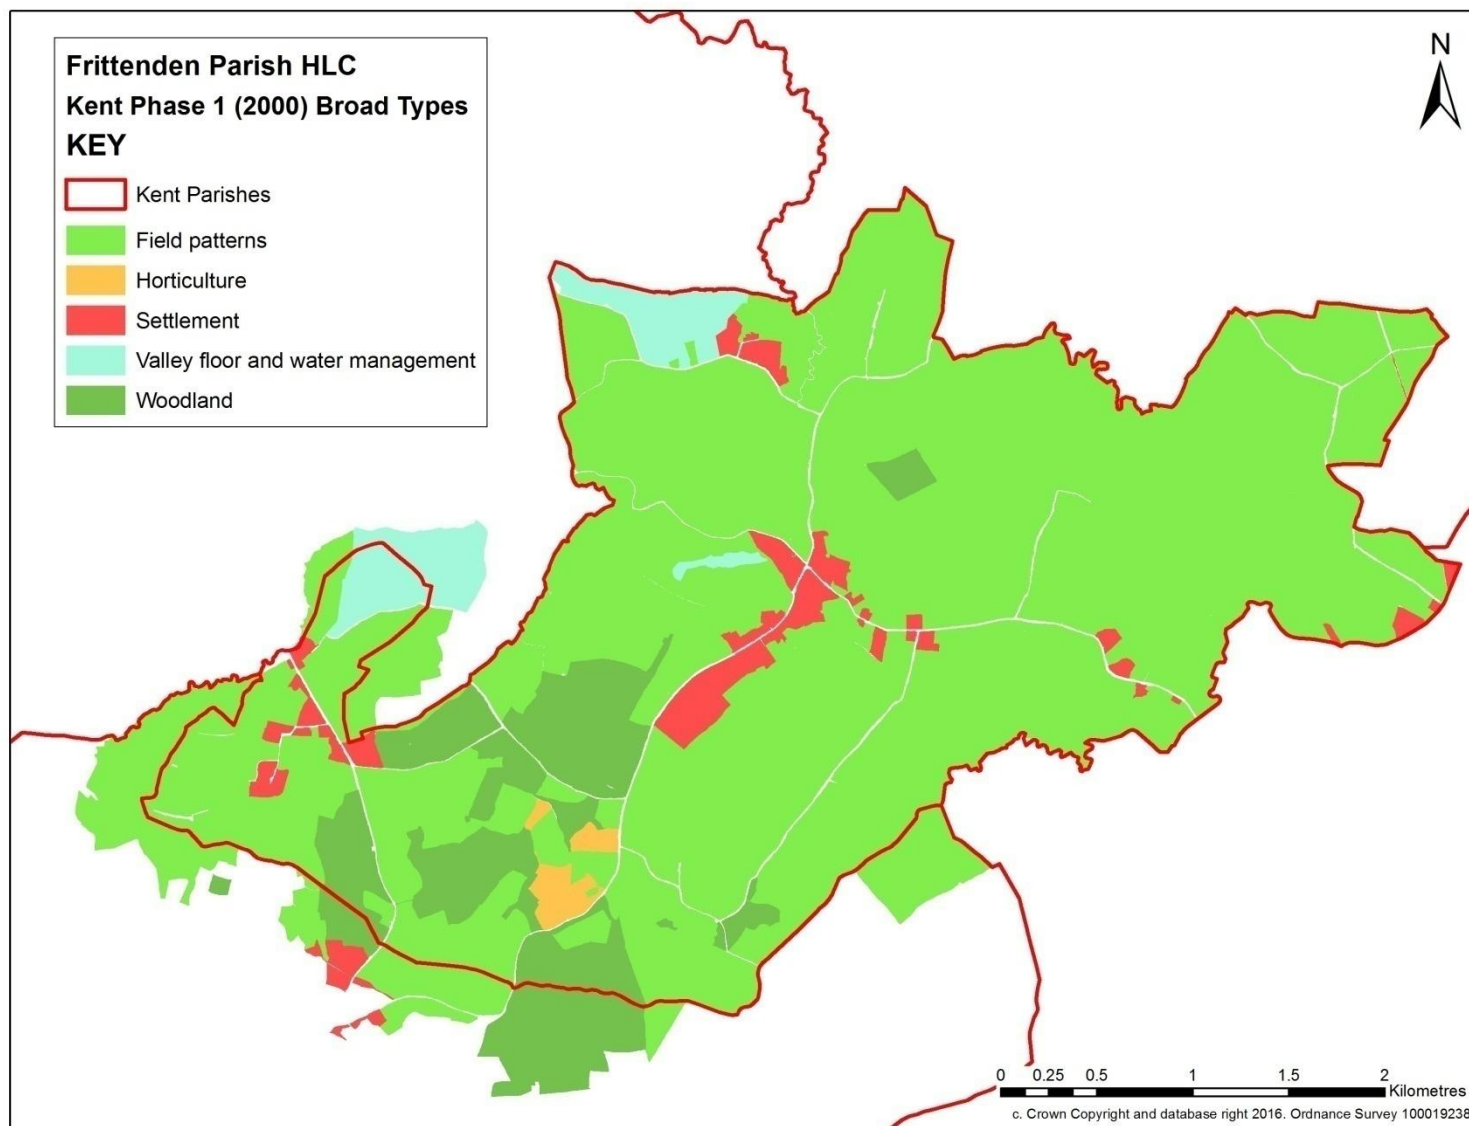 Frittenden Parish HLC
Kent Phase 1 (2000) Broad Types
KEY
Kent Parishes
Field patterns
Horticulture
Settlement
Valley floor and water management
Woodland
N
0 0.25 0.5 1 1.5 2
Kilometres
c. Crown Copyright and database right 2016. Ordnance Survey 100019238